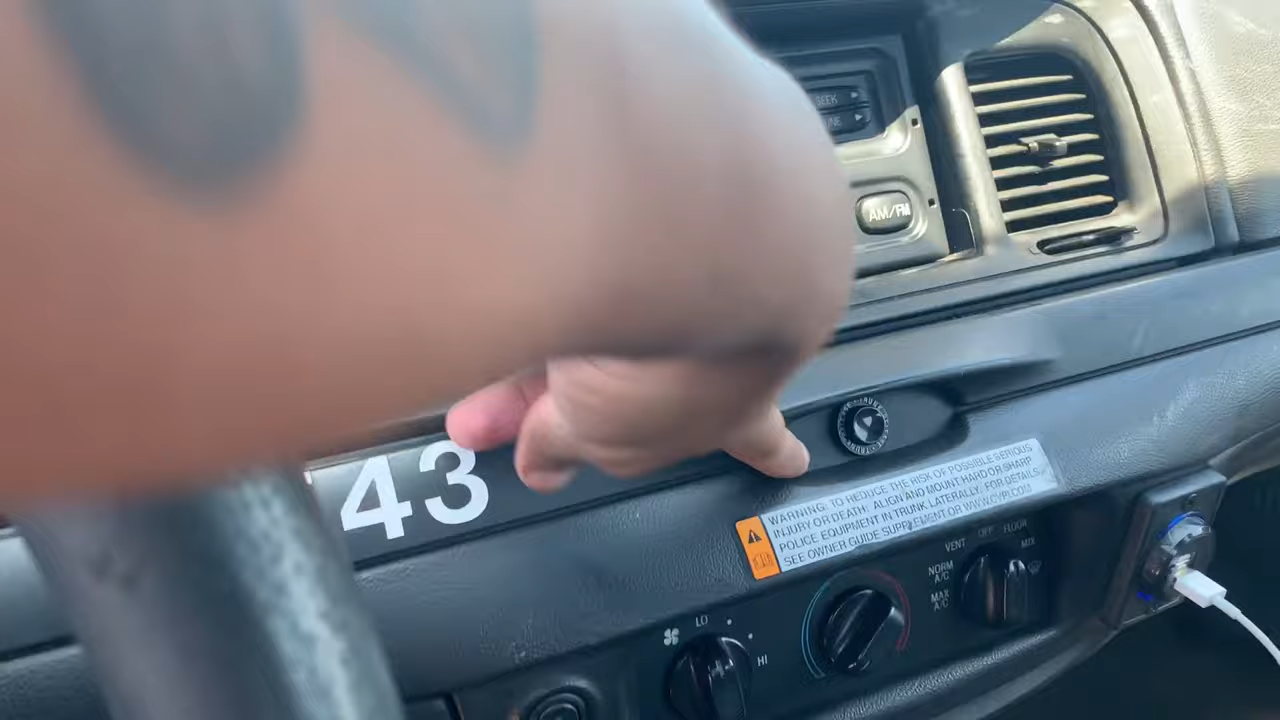 SEEK
AM/FM
43
WARNING: TO REDUCE THE RISK OF POSSIBLE SERIOUS
INJURY OR DEATH: ALIGN AND MOUNT HARD OR SHARP
POLICE EQUIPMENT IN TRUNK LATERALLY. FOR DETAILS,
SEE OWNER GUIDE SUPPLEMENT OR WWW.CVPI.COM
VENT OFF FLOOR
MIX
NORM
A/C
MAX
A/C
LO
HI